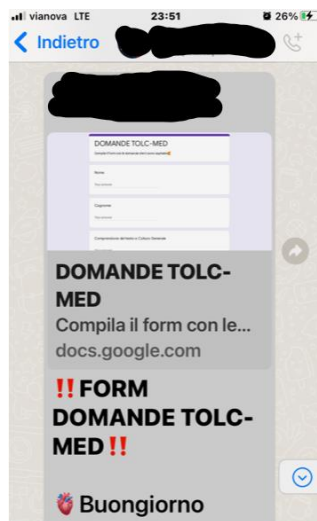 vianova LTE 23:51 26%
Indietro
DOMANDE TOLC-MED
Nome
Cognome
DOMANDE TOLC-
MED
Compila il form con le...
docs.google.com
‼️FORM
DOMANDE TOLC-
MED‼️
🫀 Buongiorno